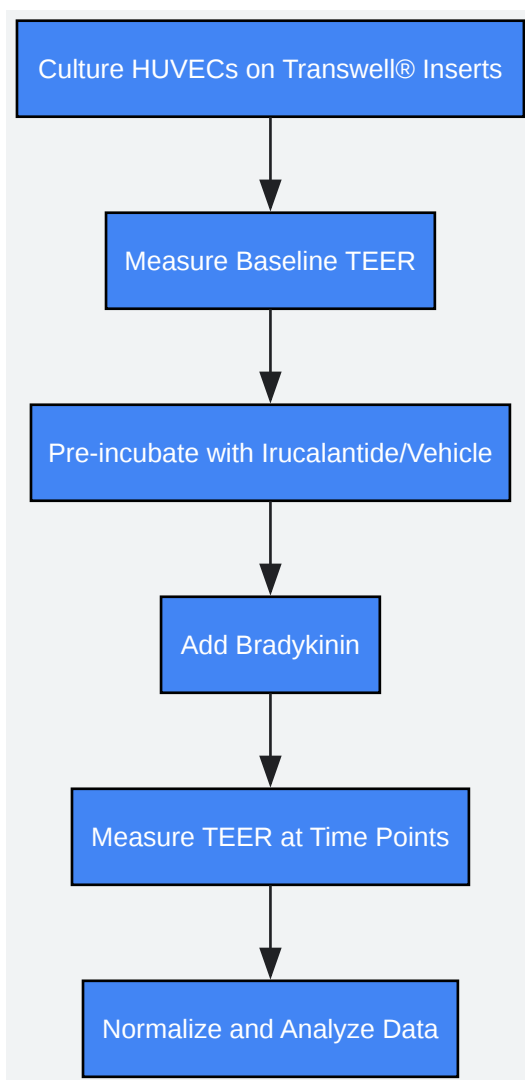 Culture HUVECs on Transwell® Inserts
Measure Baseline TEER
Pre-incubate with Irucalantide/Vehicle
Add Bradykinin
Measure TEER at Time Points
Normalize and Analyze Data